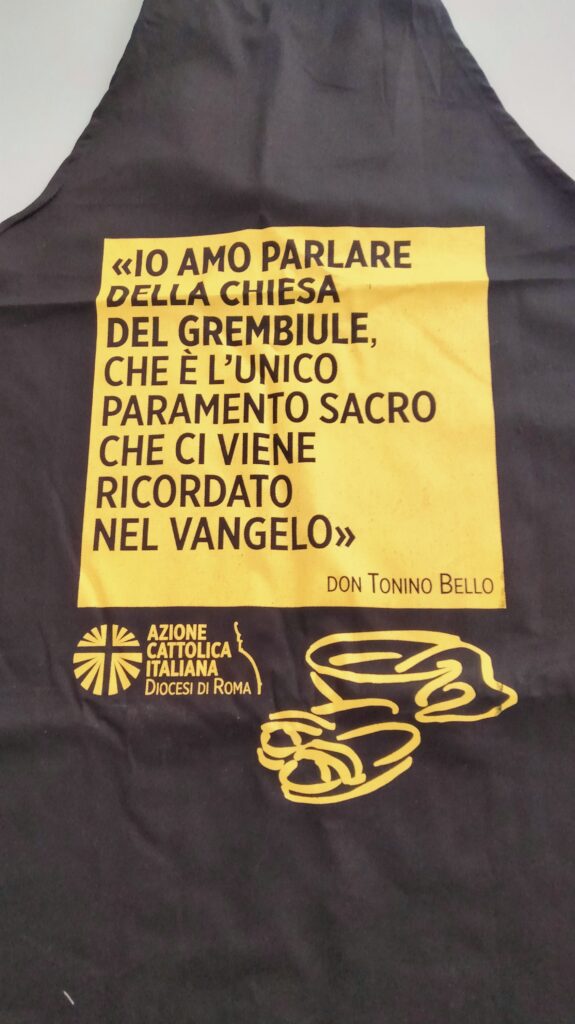 «IO AMO PARLARE
DELLA CHIESA
DEL GREMBIULE,
CHE È L'UNICO
PARAMENTO SACRO
CHE CI VIENE
RICORDATO
NEL VANGELO»
DON TONINO BELLO
AZIONE
CATTOLICA
ITALIANA
DIOCESI DI ROMA